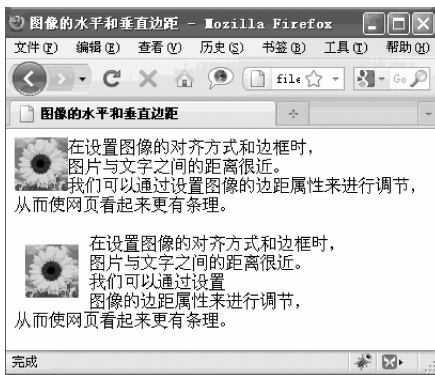 图像的水平和垂直边距 - Mozilla Firefox
文件(F) 编辑(E) 查看(V) 历史(S) 书签(B) 工具(T) 帮助(H)
file Go
图像的水平和垂直边距
在设置图像的对齐方式和边框时，
图片与文字之间的距离很近。
我们可以通过设置图像的边距属性来进行调节，
从而使网页看起来更有条理。
在设置图像的对齐方式和边框时，
图片与文字之间的距离很近。
我们可以通过设置
图像的边距属性来进行调节，
从而使网页看起来更有条理。
完成